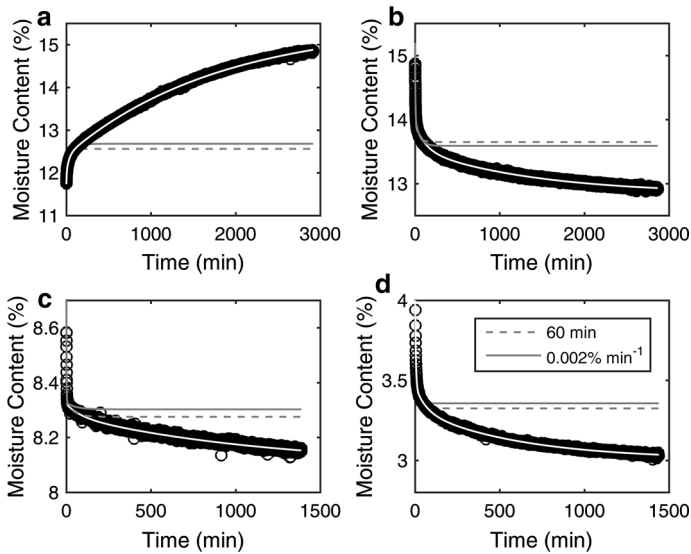 a
Moisture Content (%)
15
14
13
12
11
0 1000 2000 3000
Time (min)
b
Moisture Content (%)
15
14
13
0 1000 2000 3000
Time (min)
c
Moisture Content (%)
8.6
8.4
8.2
8
0 500 1000 1500
Time (min)
d
Moisture Content (%)
4
3.5
3
0 500 1000 1500
Time (min)
60 min
0.002% min⁻¹